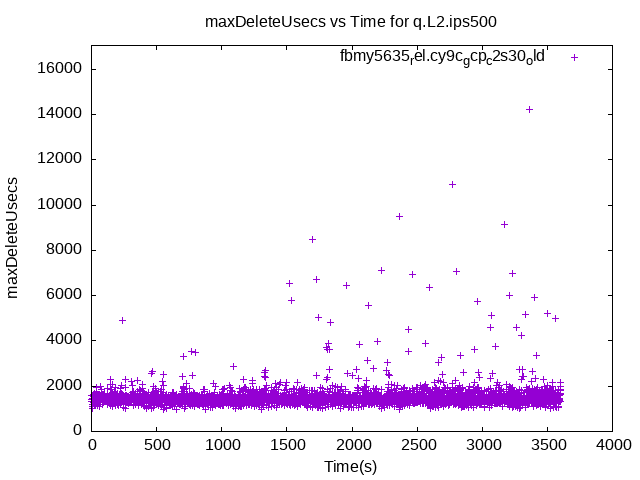 maxDeleteUsecs vs Time for q.L2.ips500
fbmy5635rel.cy9cgcpc2s30old
maxDeleteUsecs
16000
14000
12000
10000
8000
6000
4000
2000
0
0 500 1000 1500 2000 2500 3000 3500 4000
Time(s)